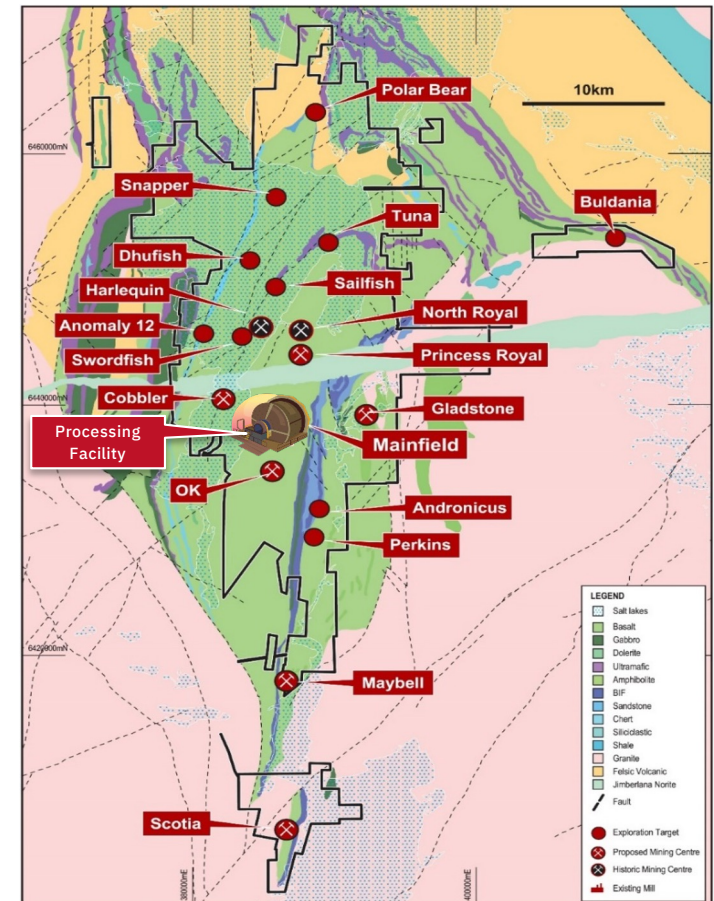 Polar Bear
10km
6460000mN
Snapper
Buldania
Tuna
Dhufish
Harlequin
Sailfish
Anomaly 12
North Royal
Swordfish
Princess Royal
Cobbler
6440000mN
Gladstone
Processing
Facility
Mainfield
OK
Andronicus
Perkins
LEGEND
Salt lakes
Basalt
Gabbro
Dolerite
Ultramafic
Amphibolite
BIF
Sandstone
Chert
Siliciclastic
Shale
Granite
Felsic Volcanic
Jimberlana Norite
Fault
Exploration Target
Proposed Mining Centre
Historic Mining Centre
Existing Mill
6420000mN
Maybell
Scotia
380000mE
400000mE